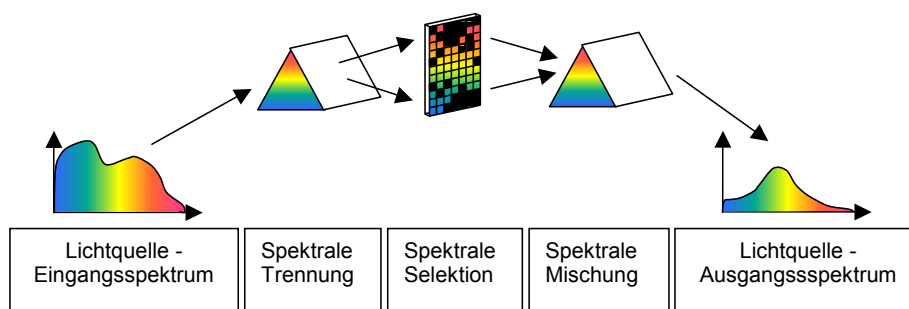 Lichtquelle -
Eingangsspektrum
Spektrale
Trennung
Spektrale
Selektion
Spektrale
Mischung
Lichtquelle -
Ausgangssspektrum